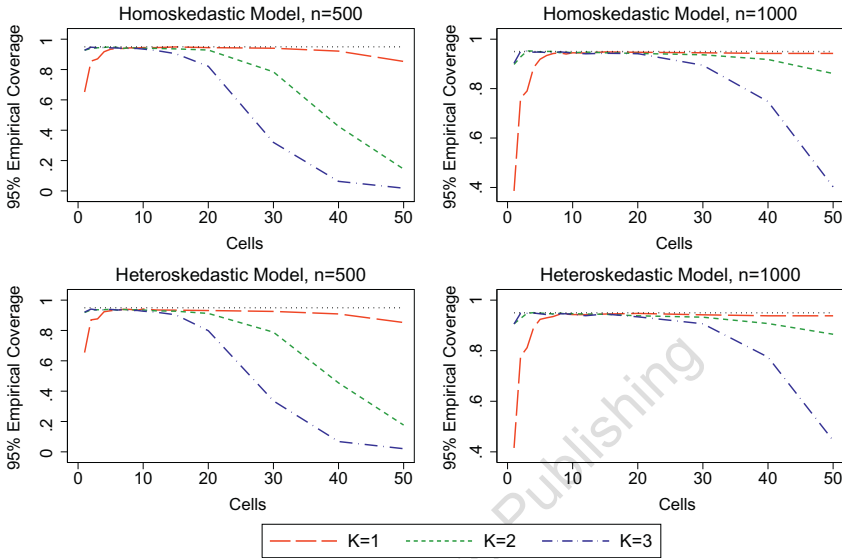 Homoskedastic Model, n=500
95% Empirical Coverage
1
.8
.6
.4
.2
0
0 10 20 30 40 50
Cells
Homoskedastic Model, n=1000
95% Empirical Coverage
1
.8
.6
.4
0 10 20 30 40 50
Cells
Heteroskedastic Model, n=500
95% Empirical Coverage
1
.8
.6
.4
.2
0
0 10 20 30 40 50
Cells
Heteroskedastic Model, n=1000
95% Empirical Coverage
1
.8
.6
.4
0 10 20 30 40 50
Cells
Publishing
K=1 K=2 K=3